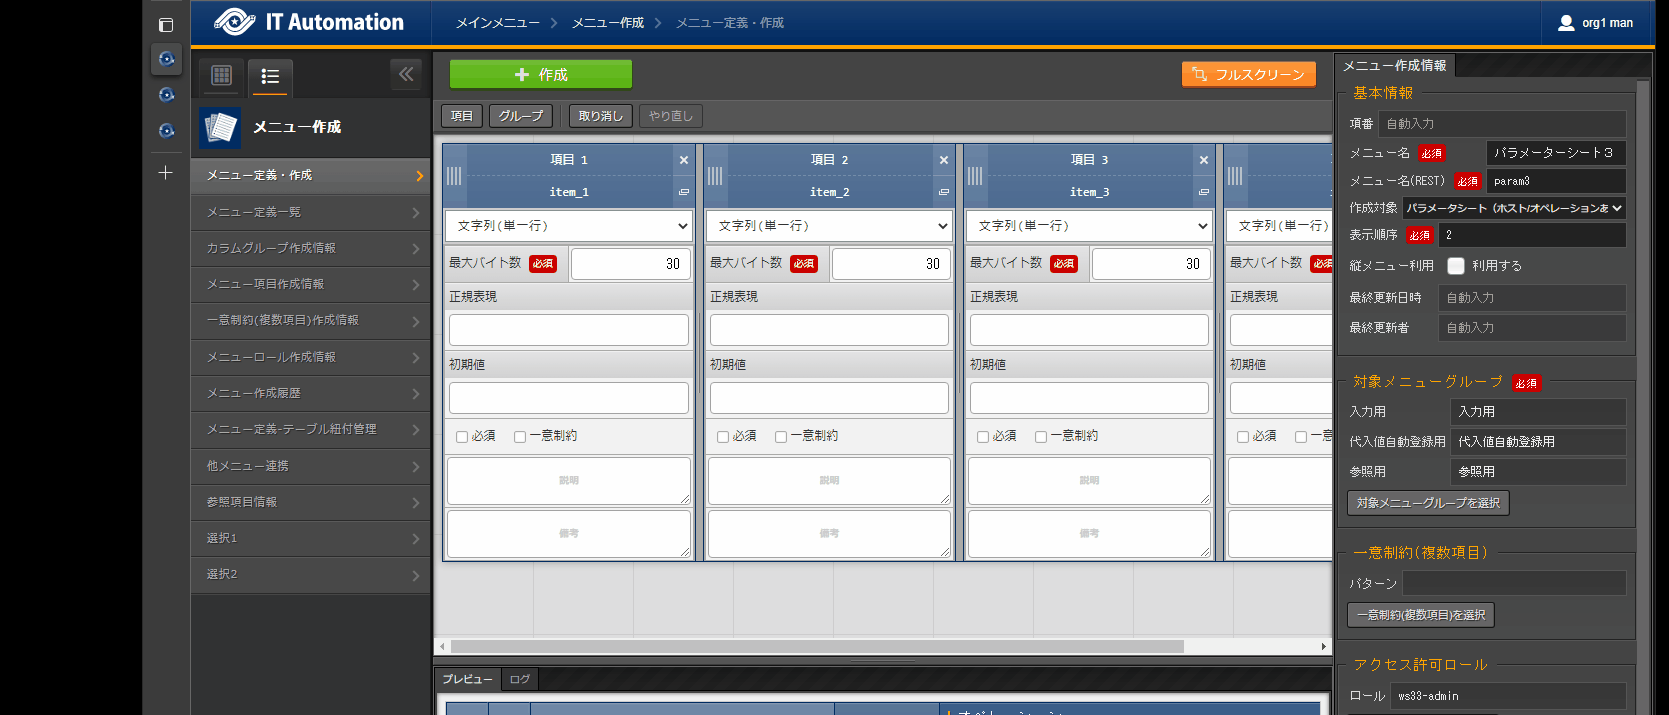 IT Automation
メインメニュー
メニュー作成
メニュー定義・作成
org1 man
メニュー作成
メニュー定義・作成
メニュー定義一覧
カラムグループ作成情報
メニュー項目作成情報
一意制約(複数項目)作成情報
メニューロール作成情報
メニュー作成履歴
メニュー定義-テーブル紐付管理
他メニュー連携
参照項目情報
選択1
選択2
作成
フルスクリーン
項目
グループ
取り消し
やり直し
項目 1
item_1
文字列(単一行)
最大バイト数 必須 30
正規表現
初期値
必須 一意制約
説明
備考
項目 2
item_2
文字列(単一行)
最大バイト数 必須 30
正規表現
初期値
必須 一意制約
説明
備考
項目 3
item_3
文字列(単一行)
最大バイト数 必須 30
正規表現
初期値
必須 一意制約
説明
備考
文字列(単一行)
最大バイト数
正規表現
初期値
必須
プレビュー
ログ
メニュー作成情報
基本情報
項番 自動入力
メニュー名 必須 パラメーターシート３
メニュー名(REST) 必須 param3
作成対象 パラメータシート（ホスト/オペレーションあ
表示順序 必須 2
縦メニュー利用 利用する
最終更新日時 自動入力
最終更新者 自動入力
対象メニューグループ 必須
入力用 入力用
代入値自動登録用 代入値自動登録用
参照用 参照用
対象メニューグループを選択
一意制約(複数項目)
パターン
一意制約(複数項目)を選択
アクセス許可ロール
ロール ws33-admin